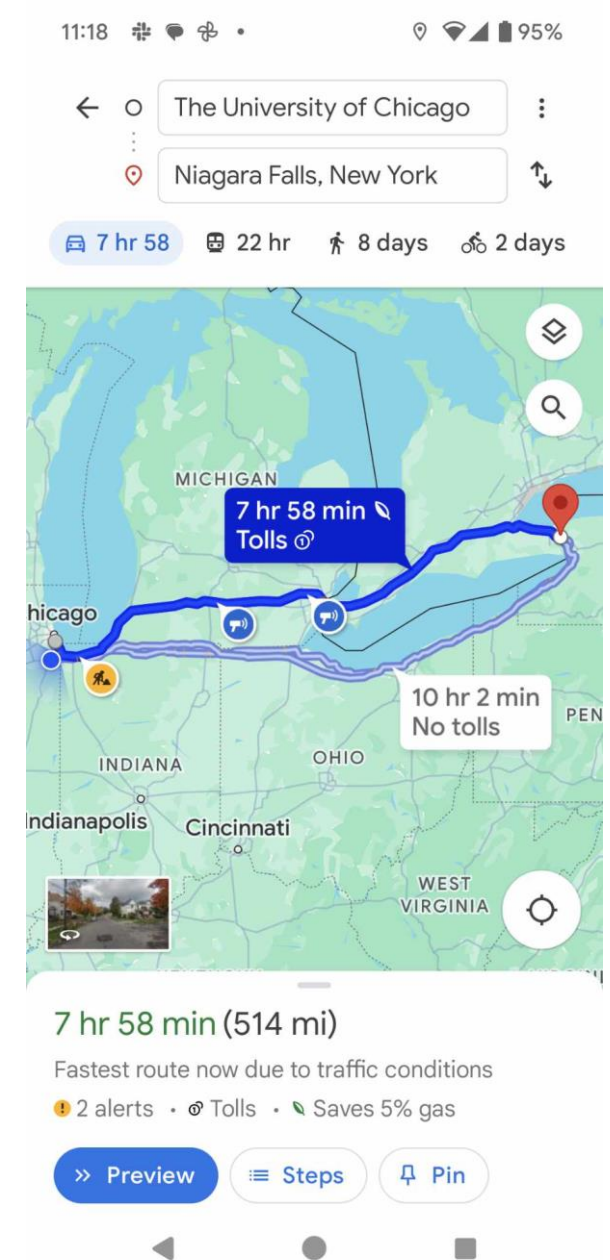 11:18
95%
The University of Chicago
Niagara Falls, New York
7 hr 58
22 hr
8 days
2 days
MICHIGAN
7 hr 58 min
Tolls
hicago
10 hr 2 min
No tolls
PEN
INDIANA
OHIO
Indianapolis
Cincinnati
WEST
VIRGINIA
7 hr 58 min (514 mi)
Fastest route now due to traffic conditions
2 alerts • Tolls • Saves 5% gas
Preview
Steps
Pin